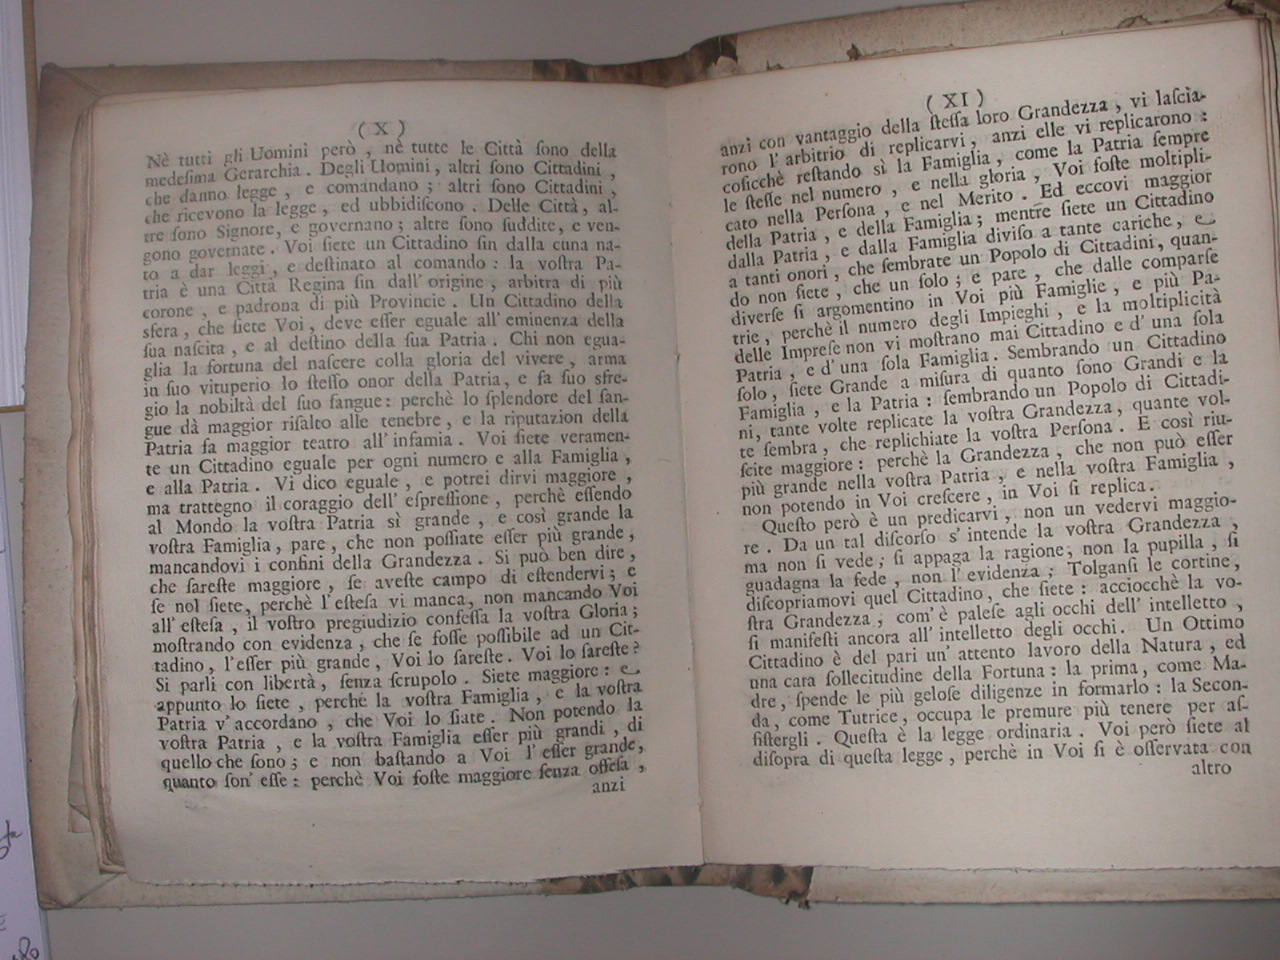 ( X )
Nè tutti gli Uomini però , nè tutte le Città ſono della
medeſima Gerarchia . Degli Uomini , altri ſono Cittadini ,
che danno legge , e comandano ; altri ſono Cittadini ,
che ricevono la legge , ed ubbidiſcono . Delle Città , al-
tre ſono Signore, e governano ; altre ſono ſuddite, e ven-
gono governate . Voi ſiete un Cittadino ſin dalla cuna na-
to a dar leggi , e deſtinato al comando : la voſtra Pa-
tria è una Città Regina ſin dall' origine , arbitra di più
corone , e padrona di più Provincie . Un Cittadino della
sfera , che ſiete Voi , deve eſſer eguale all' eminenza della
ſua naſcita , e al deſtino della ſua Patria . Chi non egua-
glia la fortuna del naſcere colla gloria del vivere , arma
in ſuo vituperio lo ſteſſo onor della Patria, e fa ſuo sfre-
gio la nobiltà del ſuo ſangue : perchè lo ſplendore del ſan-
gue dà maggior riſalto alle tenebre , e la riputazion della
Patria fa maggior teatro all' infamia . Voi ſiete veramen-
te un Cittadino eguale per ogni numero e alla Famiglia ,
e alla Patria . Vi dico eguale , e potrei dirvi maggiore ,
ma trattegno il coraggio dell' eſpreſſione , perchè eſſendo
al Mondo la voſtra Patria sì grande , e così grande la
voſtra Famiglia , pare , che non poſſiate eſſer più grande ,
mancandovi i confini della Grandezza . Si può ben dire ,
che ſareſte maggiore , ſe aveſte campo di eſtendervi ; e
ſe nol ſiete, perchè l' eſteſa vi manca, non mancando Voi
all' eſteſa , il voſtro pregiudizio confeſſa la voſtra Gloria ;
moſtrando con evidenza , che ſe foſſe poſſibile ad un Cit-
tadino , l'eſſer più grande , Voi lo ſareſte . Voi lo ſareſte ?
Si parli con libertà , ſenza ſcrupolo . Siete maggiore : e
appunto lo ſiete , perchè la voſtra Famiglia , e la voſtra
Patria v' accordano , che Voi lo ſiate . Non potendo la
voſtra Patria , e la voſtra Famiglia eſſer più grandi , di
quello che ſono ; e non baſtando a Voi l' eſſer grande ,
quanto ſon' eſſe : perchè Voi foſte maggiore ſenza offeſa ,
anzi
( XI )
anzi con vantaggio della ſteſſa loro Grandezza , vi laſcia-
rono l' arbitrio di replicarvi , anzi elle vi replicarono :
coſicchè reſtando sì la Famiglia , come la Patria ſempre
le ſteſſe nel numero , e nella gloria , Voi foſte moltipli-
cato nella Perſona , e nel Merito . Ed eccovi maggior
della Patria , e della Famiglia ; mentre ſiete un Cittadino
dalla Patria , e dalla Famiglia diviſo a tante cariche , e
a tanti onori , che ſembrate un Popolo di Cittadini, quan-
do non ſiete , che un ſolo ; e pare , che dalle comparſe
diverſe ſi argomentino in Voi più Famiglie , e più Pa-
trie , perchè il numero degli Impieghi , e la moltiplicità
delle Impreſe non vi moſtrano mai Cittadino e d' una ſola
Patria , e d' una ſola Famiglia . Sembrando un Cittadino
ſolo , ſiete Grande a miſura di quanto ſono Grandi e la
Famiglia , e la Patria : ſembrando un Popolo di Cittadi-
ni, tante volte replicate la voſtra Grandezza , quante vol-
te ſembra , che replichiate la voſtra Perſona . E così riu-
ſcite maggiore : perchè la Grandezza , che non può eſſer
più grande nella voſtra Patria , e nella voſtra Famiglia ,
non potendo in Voi creſcere , in Voi ſi replica .
Queſto però è un predicarvi , non un vedervi maggio-
re . Da un tal diſcorſo s' intende la voſtra Grandezza ,
ma non ſi vede ; ſi appaga la ragione , non la pupilla , ſi
guadagna la fede , non l' evidenza ; Tolganſi le cortine ,
diſcopriamovi quel Cittadino , che ſiete : acciocchè la vo-
ſtra Grandezza , com' è paleſe agli occhi dell' intelletto ,
ſi manifeſti ancora all' intelletto degli occhi . Un Ottimo
Cittadino è del pari un' attento lavoro della Natura , ed
una cara ſollecitudine della Fortuna : la prima , come Ma-
dre , ſpende le più geloſe diligenze in formarlo : la Secon-
da , come Tutrice , occupa le premure più tenere per aſ-
ſiſtergli . Queſta è la legge ordinaria . Voi però ſiete al
diſopra di queſta legge , perchè in Voi ſi è oſſervata con
altro